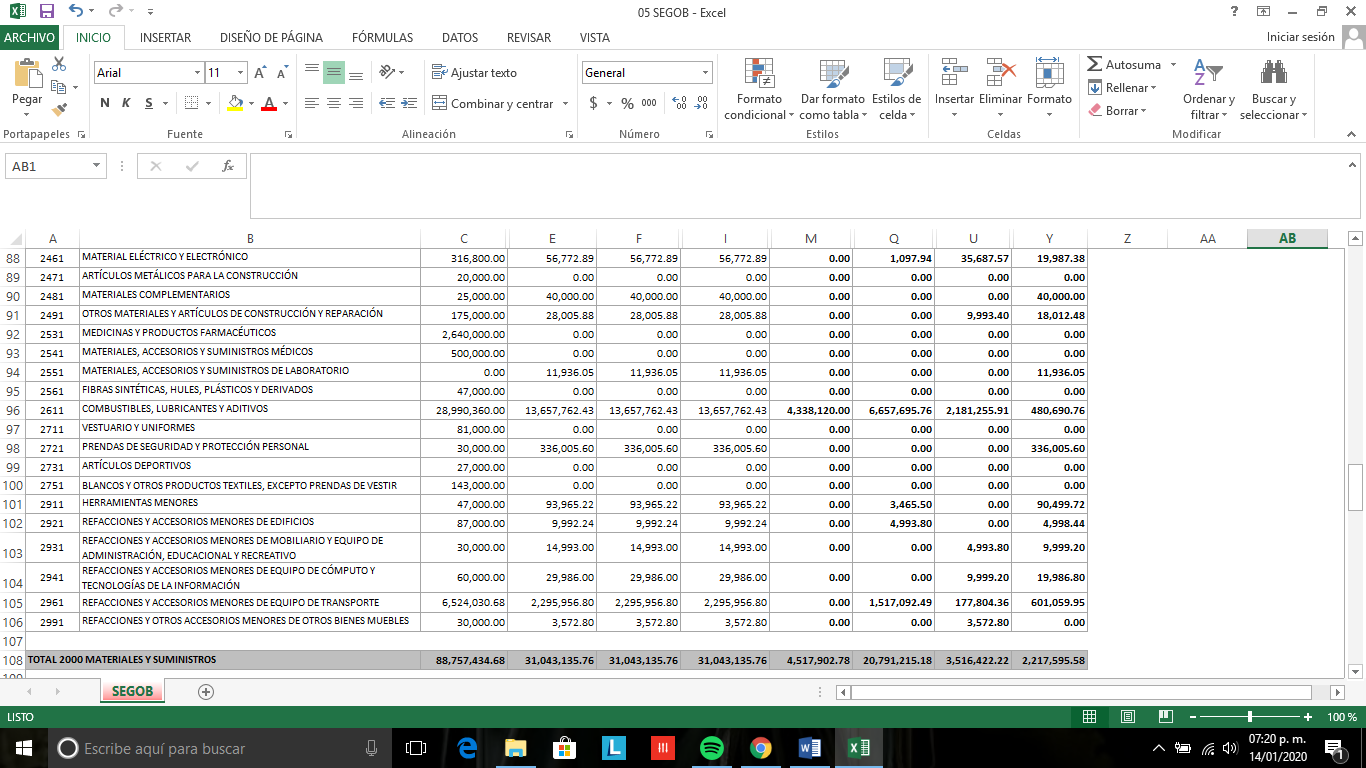 05 SEGOB - Excel
?
ARCHIVO INICIO INSERTAR DISEÑO DE PÁGINA FÓRMULAS DATOS REVISAR VISTA Iniciar sesión
Pegar
Arial 11
N K S
Ajustar texto
Combinar y centrar
General
$ % 000
Formato condicional
Dar formato como tabla
Estilos de celda
Insertar Eliminar Formato
Autosuma
Rellenar
Borrar
Ordenar y filtrar
Buscar y seleccionar
Portapapeles Fuente Alineación Número Estilos Celdas Modificar
AB1 fx
A B C E F I M Q U Y Z AA AB
88 2461 MATERIAL ELÉCTRICO Y ELECTRÓNICO 316,800.00 56,772.89 56,772.89 56,772.89 0.00 1,097.94 35,687.57 19,987.38
89 2471 ARTÍCULOS METÁLICOS PARA LA CONSTRUCCIÓN 20,000.00 0.00 0.00 0.00 0.00 0.00 0.00 0.00
90 2481 MATERIALES COMPLEMENTARIOS 25,000.00 40,000.00 40,000.00 40,000.00 0.00 0.00 0.00 40,000.00
91 2491 OTROS MATERIALES Y ARTÍCULOS DE CONSTRUCCIÓN Y REPARACIÓN 175,000.00 28,005.88 28,005.88 28,005.88 0.00 0.00 9,993.40 18,012.48
92 2531 MEDICINAS Y PRODUCTOS FARMACÉUTICOS 2,640,000.00 0.00 0.00 0.00 0.00 0.00 0.00 0.00
93 2541 MATERIALES, ACCESORIOS Y SUMINISTROS MÉDICOS 500,000.00 0.00 0.00 0.00 0.00 0.00 0.00 0.00
94 2551 MATERIALES, ACCESORIOS Y SUMINISTROS DE LABORATORIO 0.00 11,936.05 11,936.05 11,936.05 0.00 0.00 0.00 11,936.05
95 2561 FIBRAS SINTÉTICAS, HULES, PLÁSTICOS Y DERIVADOS 47,000.00 0.00 0.00 0.00 0.00 0.00 0.00 0.00
96 2611 COMBUSTIBLES, LUBRICANTES Y ADITIVOS 28,990,360.00 13,657,762.43 13,657,762.43 13,657,762.43 4,338,120.00 6,657,695.76 2,181,255.91 480,690.76
97 2711 VESTUARIO Y UNIFORMES 81,000.00 0.00 0.00 0.00 0.00 0.00 0.00 0.00
98 2721 PRENDAS DE SEGURIDAD Y PROTECCIÓN PERSONAL 30,000.00 336,005.60 336,005.60 336,005.60 0.00 0.00 0.00 336,005.60
99 2731 ARTÍCULOS DEPORTIVOS 27,000.00 0.00 0.00 0.00 0.00 0.00 0.00 0.00
100 2751 BLANCOS Y OTROS PRODUCTOS TEXTILES, EXCEPTO PRENDAS DE VESTIR 143,000.00 0.00 0.00 0.00 0.00 0.00 0.00 0.00
101 2911 HERRAMIENTAS MENORES 47,000.00 93,965.22 93,965.22 93,965.22 0.00 3,465.50 0.00 90,499.72
102 2921 REFACCIONES Y ACCESORIOS MENORES DE EDIFICIOS 87,000.00 9,992.24 9,992.24 9,992.24 0.00 4,993.80 0.00 4,998.44
REFACCIONES Y ACCESORIOS MENORES DE MOBILIARIO Y EQUIPO DE
103 2931 ADMINISTRACIÓN, EDUCACIONAL Y RECREATIVO 30,000.00 14,993.00 14,993.00 14,993.00 0.00 0.00 4,993.80 9,999.20
REFACCIONES Y ACCESORIOS MENORES DE EQUIPO DE CÓMPUTO Y
104 2941 TECNOLOGÍAS DE LA INFORMACIÓN 60,000.00 29,986.00 29,986.00 29,986.00 0.00 0.00 9,999.20 19,986.80
105 2961 REFACCIONES Y ACCESORIOS MENORES DE EQUIPO DE TRANSPORTE 6,524,030.68 2,295,956.80 2,295,956.80 2,295,956.80 0.00 1,517,092.49 177,804.36 601,059.95
106 2991 REFACCIONES Y OTROS ACCESORIOS MENORES DE OTROS BIENES MUEBLES 30,000.00 3,572.80 3,572.80 3,572.80 0.00 0.00 3,572.80 0.00
107
108 TOTAL 2000 MATERIALES Y SUMINISTROS 88,757,434.68 31,043,135.76 31,043,135.76 31,043,135.76 4,517,902.78 20,791,215.18 3,516,422.22 2,217,595.58
109
SEGOB
LISTO 100 %
Escribe aquí para buscar
07:20 p. m.
14/01/2020
1